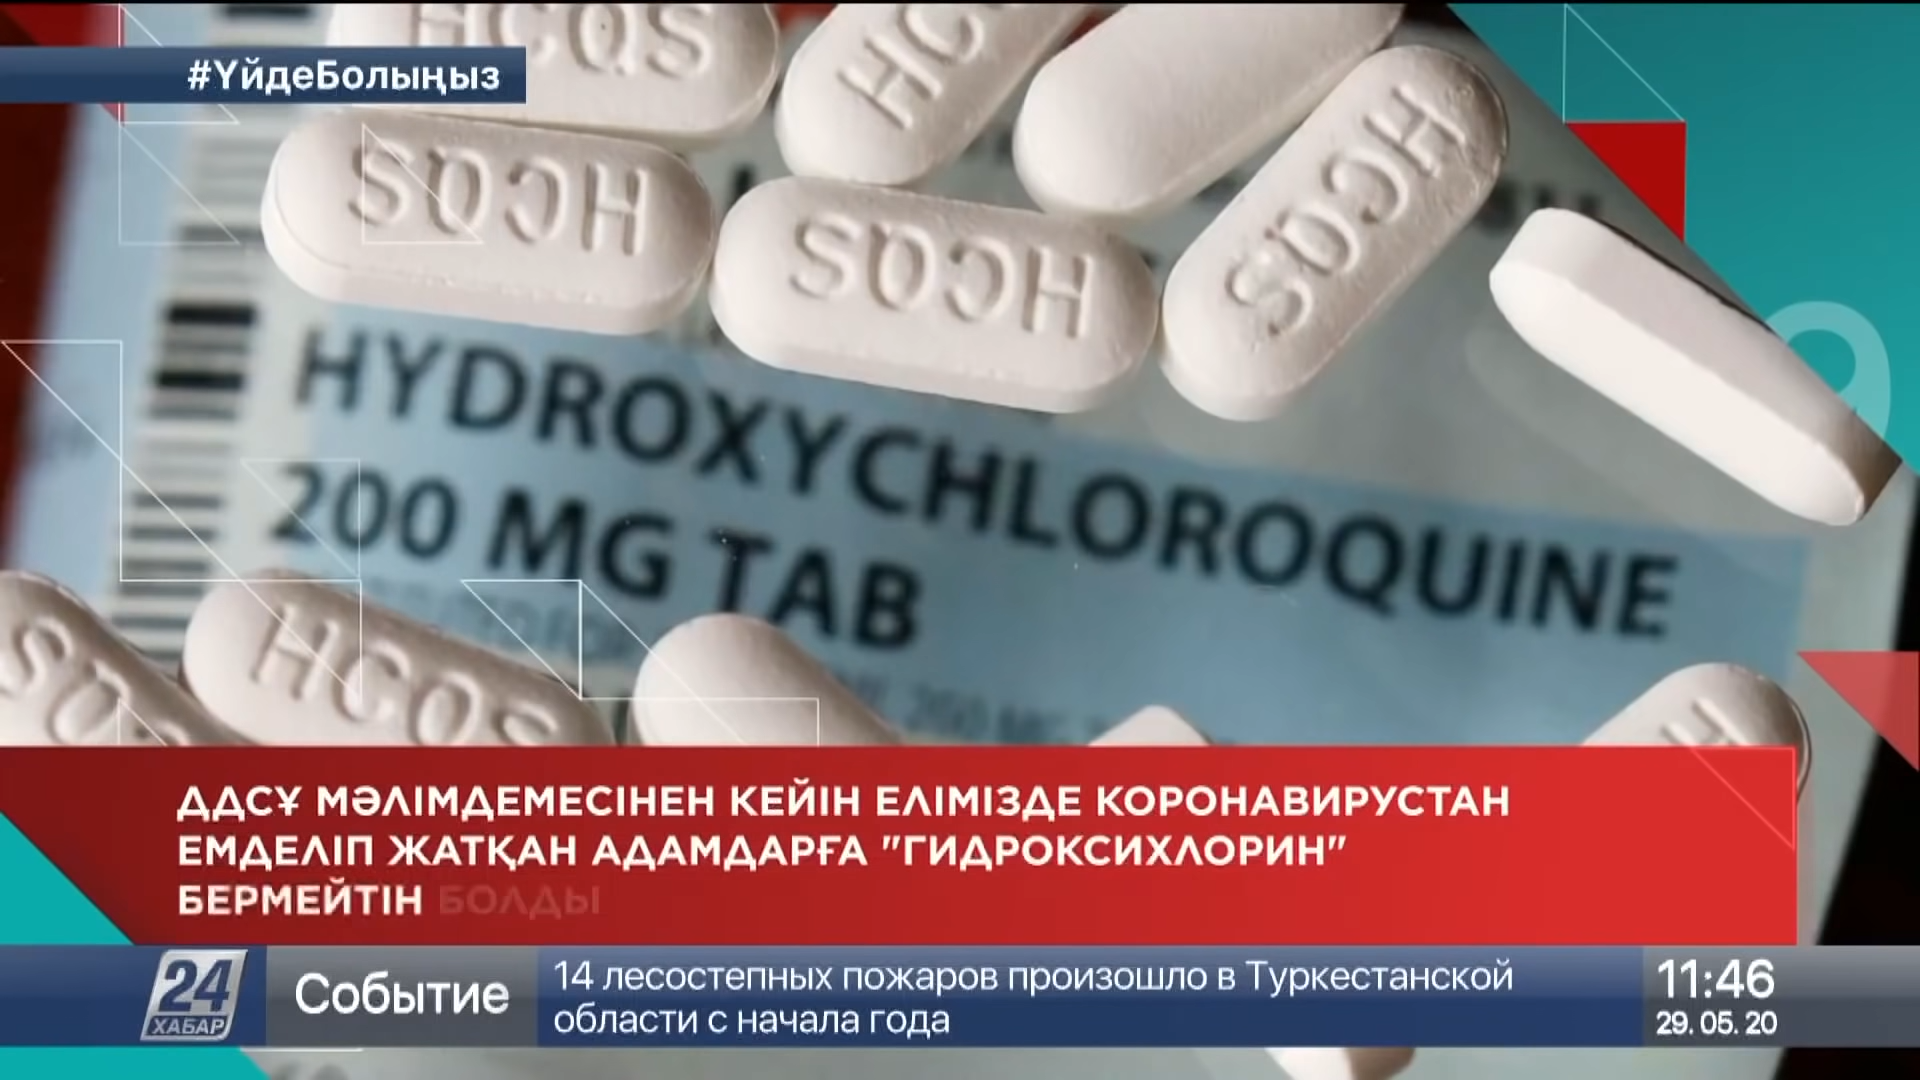 #ҮйдеБолыңыз
HCQS
HCQS
HCQS
HCQS
HCQS
HYDROXYCHLOROQUINE
200 MG TAB
HCQS
ДДСҰ МӘЛІМДЕМЕСІНЕН КЕЙІН ЕЛІМІЗДЕ КОРОНАВИРУСТАН
ЕМДЕЛІП ЖАТҚАН АДАМДАРҒА "ГИДРОКСИХЛОРИН"
БЕРМЕЙТІН БОЛДЫ
24
ХАБАР
Событие
14 лесостепных пожаров произошло в Туркестанской
области с начала года
11:46
29.05.20